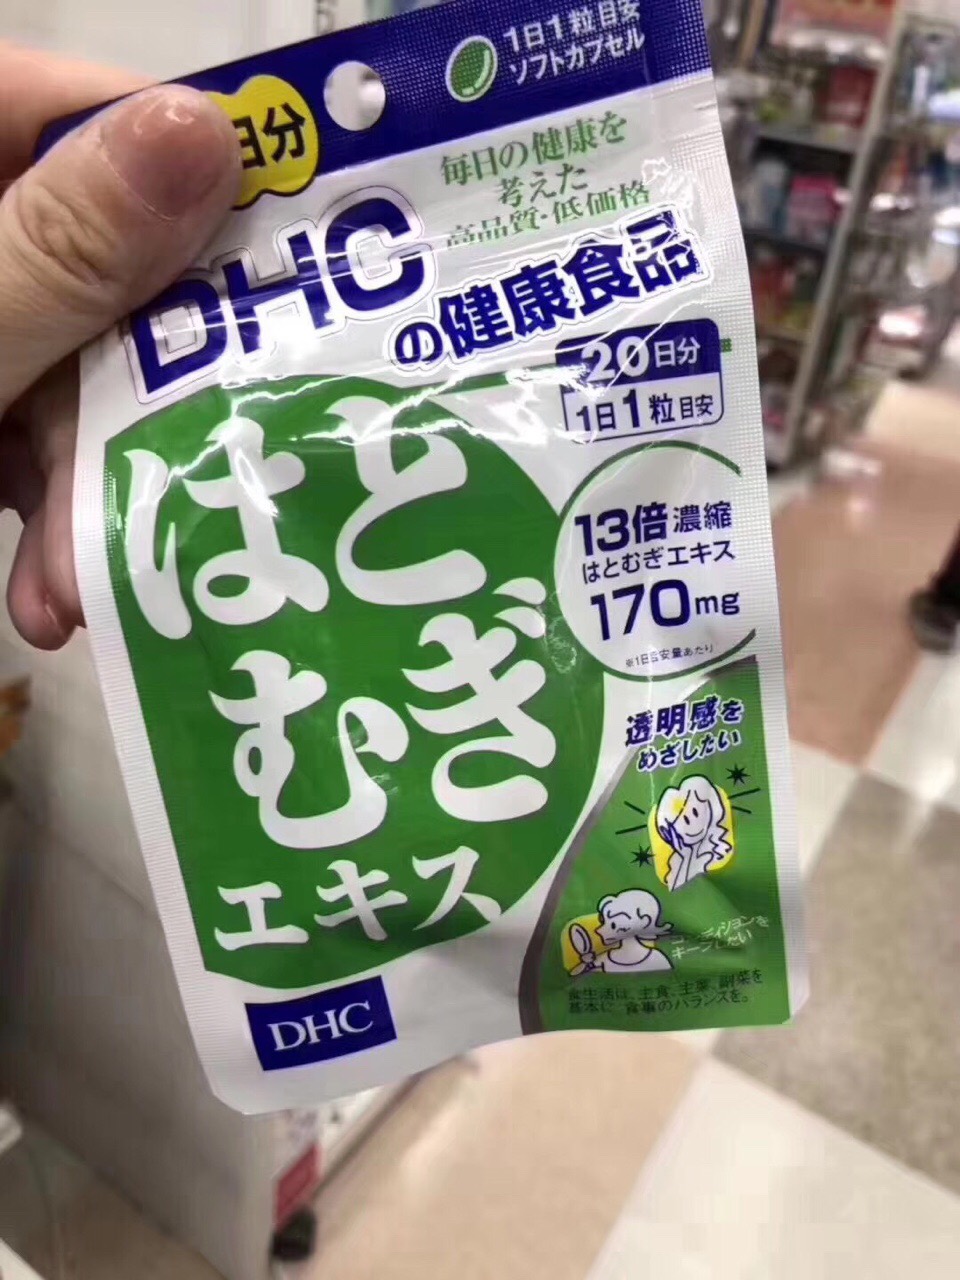 1日1粒目安
ソフトカプセル
日分
毎日の健康を
考えた
高品質・低価格
DHC
の健康食品
20日分
1日1粒目安
はと
むぎ
エキス
13倍濃縮
はとむぎエキス
170mg
※1日目安量あたり
透明感を
めざしたい
コンディションを
キープしたい
食生活は、主食、主菜、副菜を
基本に、食事のバランスを。
DHC